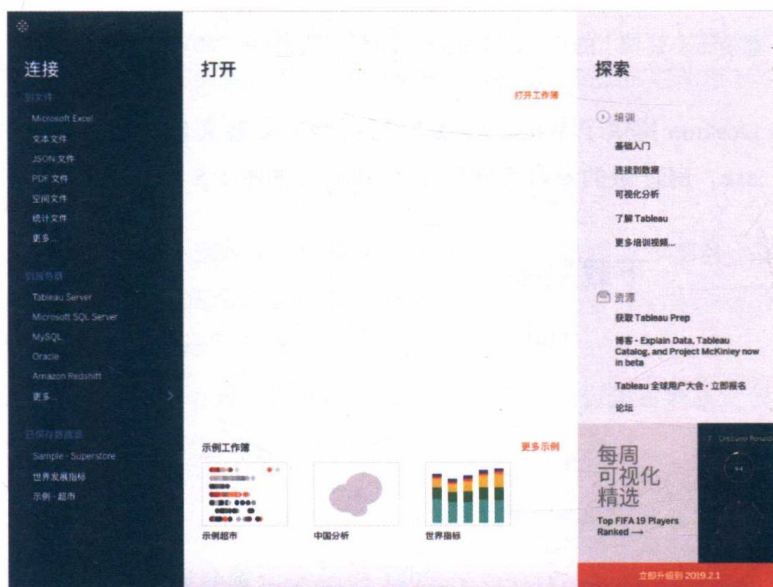 连接
到文件
Microsoft Excel
文本文件
JSON 文件
PDF 文件
空间文件
统计文件
更多...
到服务器
Tableau Server
Microsoft SQL Server
MySQL
Oracle
Amazon Redshift
更多...
已保存数据源
Sample - Superstore
世界发展指标
示例 - 超市
打开
打开工作簿
示例工作簿
更多示例
示例超市
中国分析
世界指标
探索
培训
基础入门
连接到数据
可视化分析
了解 Tableau
更多培训视频...
资源
获取 Tableau Prep
博客 - Explain Data, Tableau
Catalog, and Project McKinley now
in beta
Tableau 全球用户大会 - 立即报名
论坛
每周
可视化
精选
Top FIFA 19 Players
Ranked →
Cristiano Ronaldo
94
立即升级到 2019.2.1